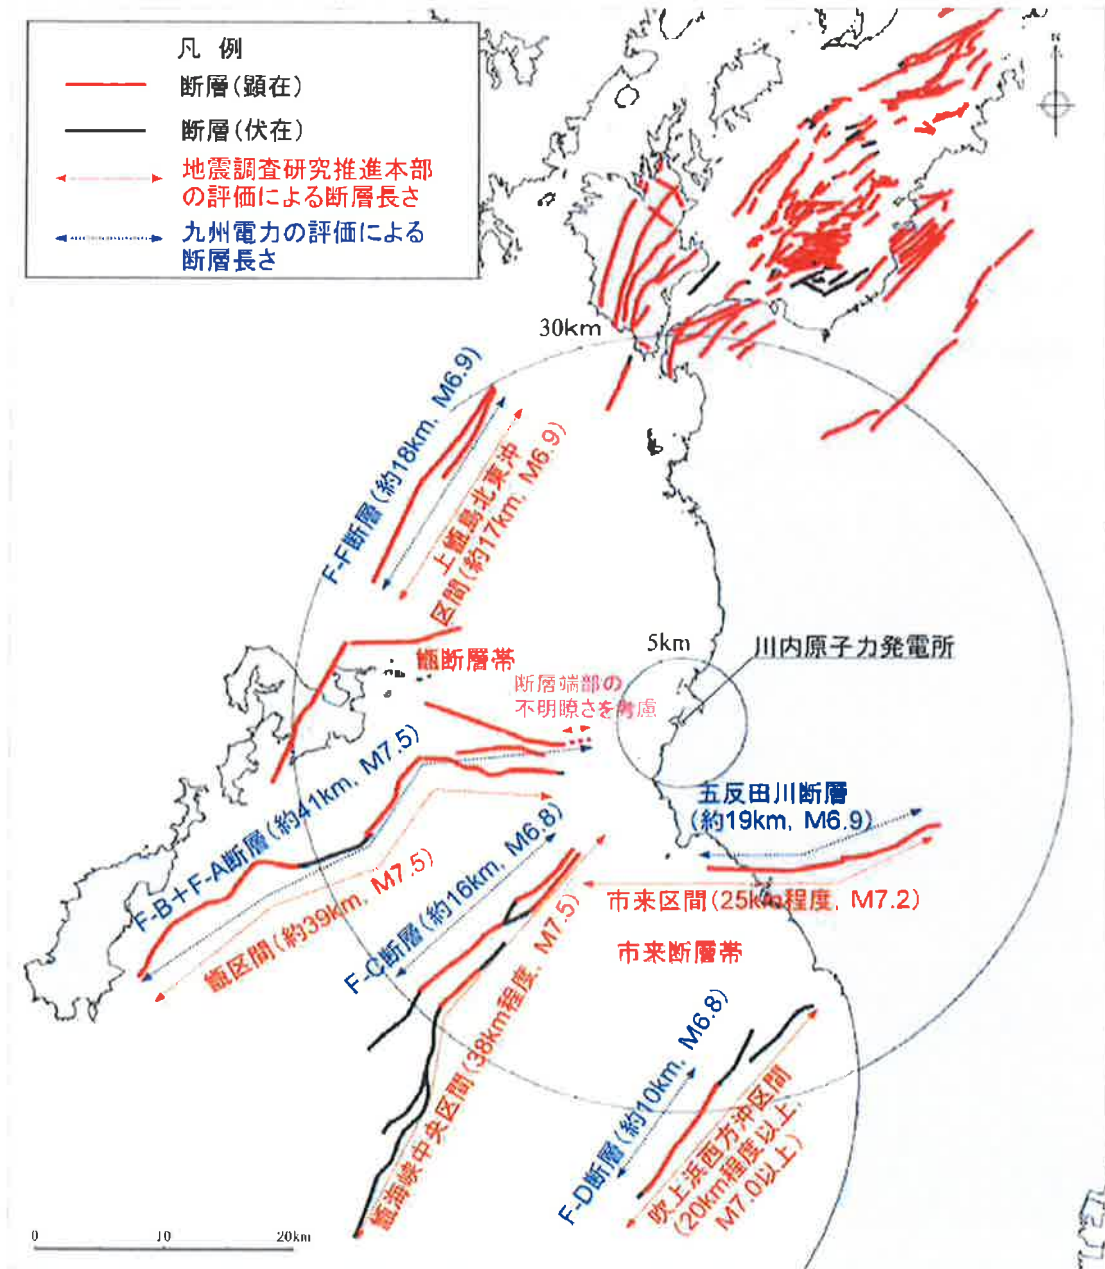 凡 例
断層(顕在)
断層(伏在)
地震調査研究推進本部
の評価による断層長さ
九州電力の評価による
断層長さ
N
30km
F-F断層(約18km, M6.9)
上甑島北東沖
区間(約17km, M6.9)
甑断層帯
5km
川内原子力発電所
断層端部の
不明瞭さを考慮
F-B+F-A断層(約41km, M7.5)
甑区間(約39km, M7.5)
五反田川断層
(約19km, M6.9)
市来区間(25km程度, M7.2)
市来断層帯
F-C断層(約16km, M6.8)
甑海峡中央区間(38km程度, M7.5)
F-D断層(約10km, M6.8)
吹上浜西方沖区間
(20km程度以上,
M7.0以上)
0 10 20km